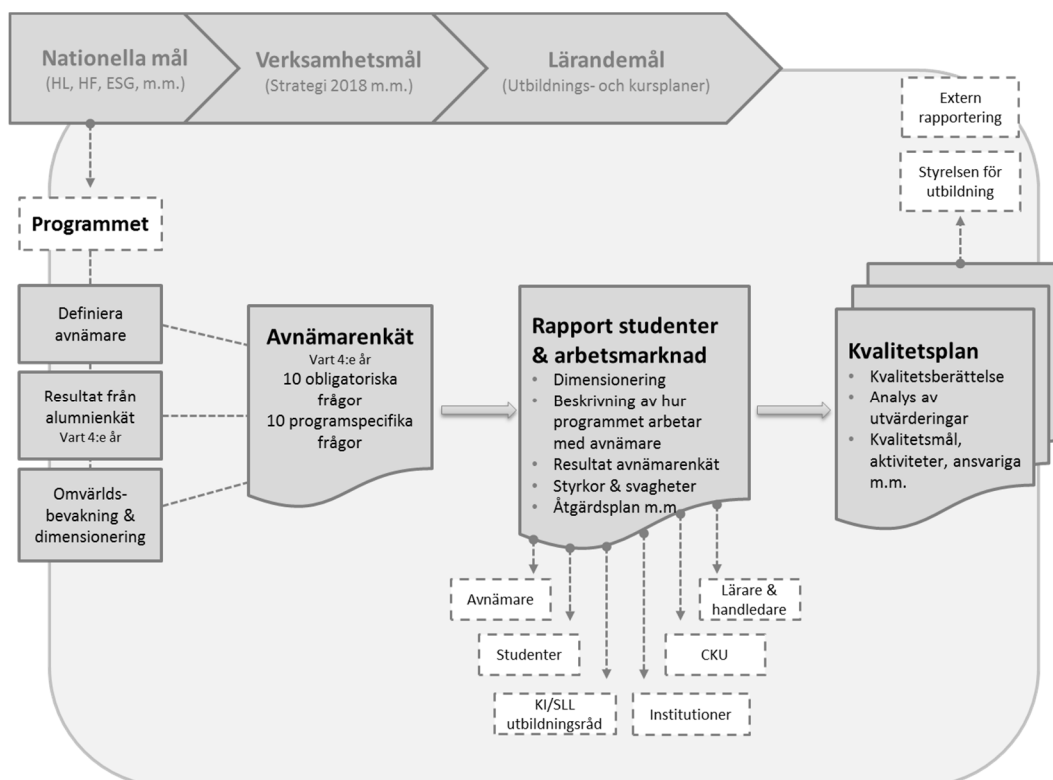 Nationella mål
(HL, HF, ESG, m.m.)
Verksamhetsmål
(Strategi 2018 m.m.)
Lärandemål
(Utbildnings- och kursplaner)
Extern
rapportering
Styrelsen för
utbildning
Programmet
Definiera
avnämare
Resultat från
alumnienkät
Vart 4:e år
Omvärlds-
bevakning &
dimensionering
Avnämarenkät
Vart 4:e år
10 obligatoriska
frågor
10 programspecifika
frågor
Rapport studenter
& arbetsmarknad
• Dimensionering
• Beskrivning av hur
programmet arbetar
med avnämare
• Resultat avnämarenkät
• Styrkor & svagheter
• Åtgärdsplan m.m
Kvalitetsplan
• Kvalitetsberättelse
• Analys av
utvärderingar
• Kvalitetsmål,
aktiviteter, ansvariga
m.m.
Avnämare
Studenter
KI/SLL
utbildningsråd
Institutioner
CKU
Lärare &
handledare